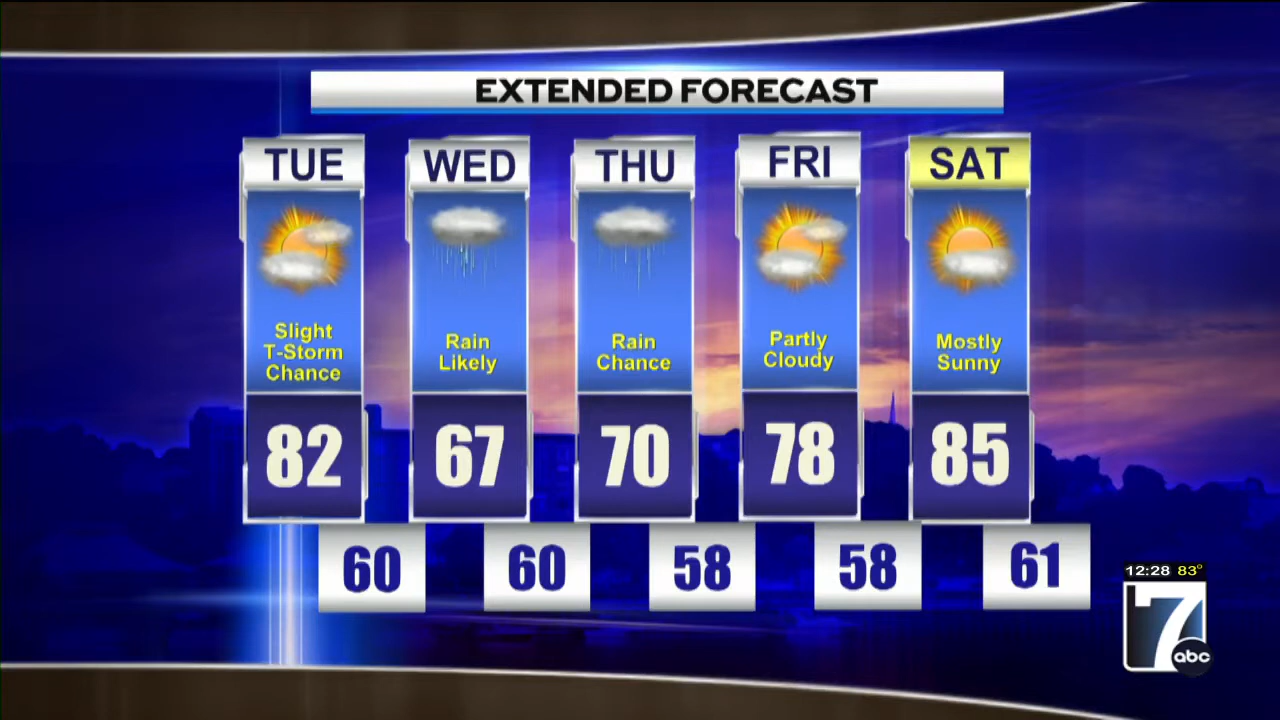 EXTENDED FORECAST
TUE WED THU FRI SAT
Slight
T-Storm
Chance
Rain
Likely
Rain
Chance
Partly
Cloudy
Mostly
Sunny
82 67 70 78 85
60 60 58 58 61
12:28 83°
7
abc